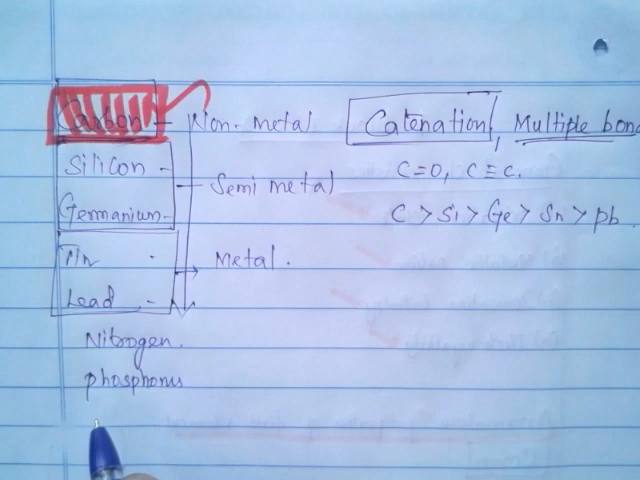 Carbon - Non-metal Catenation, Multiple bond
Silicon - C=O, C≡C.
Semi metal
Germanium - C > Si > Ge > Sn > Pb.
Tin - Metal.
Lead -
Nitrogen.
phosphorus